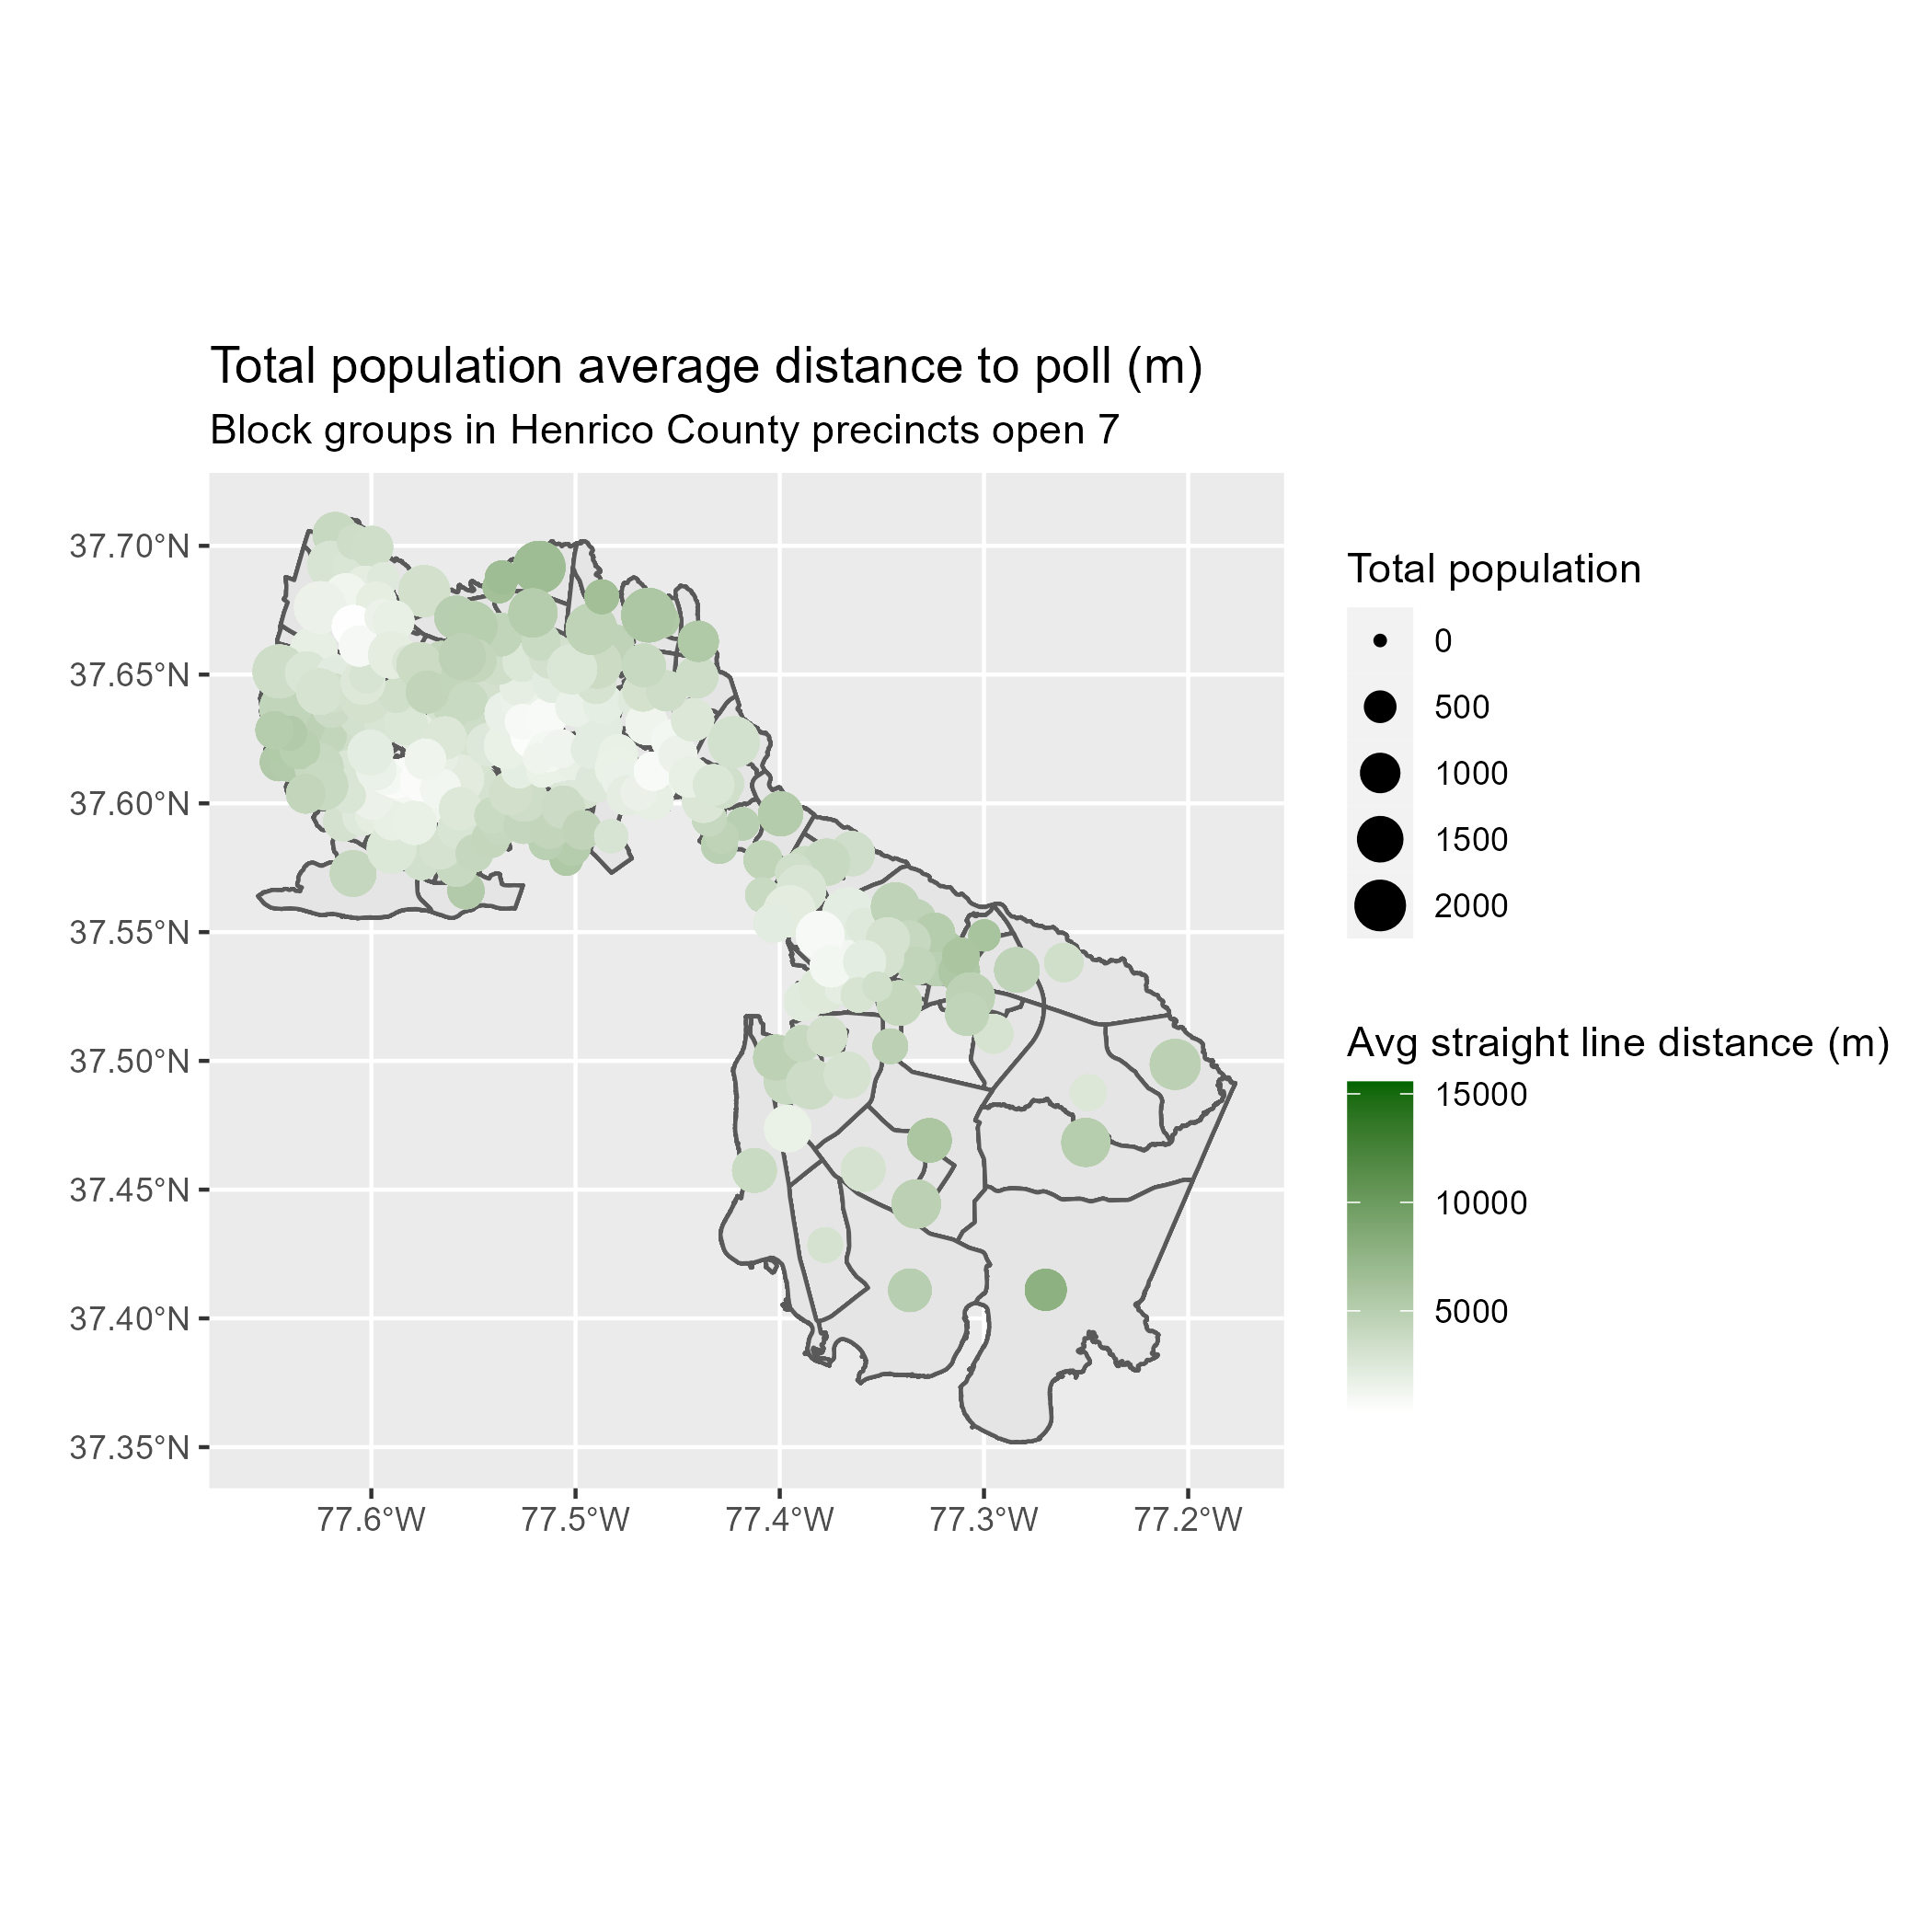 Total population average distance to poll (m)
Block groups in Henrico County precincts open 7
37.70°N
37.65°N
37.60°N
37.55°N
37.50°N
37.45°N
37.40°N
37.35°N
77.6°W 77.5°W 77.4°W 77.3°W 77.2°W
Total population
0
500
1000
1500
2000
Avg straight line distance (m)
15000
10000
5000